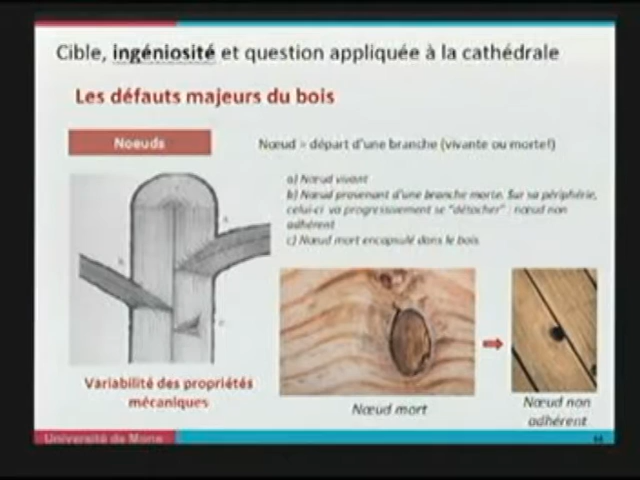 Cible, ingéniosité et question appliquée à la cathédrale
Les défauts majeurs du bois
Noeuds
Nœud = départ d'une branche (vivante ou morte!)
a) Nœud vivant
b) Nœud provenant d'une branche morte. Sur sa périphérie,
celui-ci va progressivement se "détacher" : nœud non
adhérent
c) Nœud mort encapsulé dans le bois
Variabilité des propriétés
mécaniques
Nœud mort
Nœud non
adhérent
Université de Mons